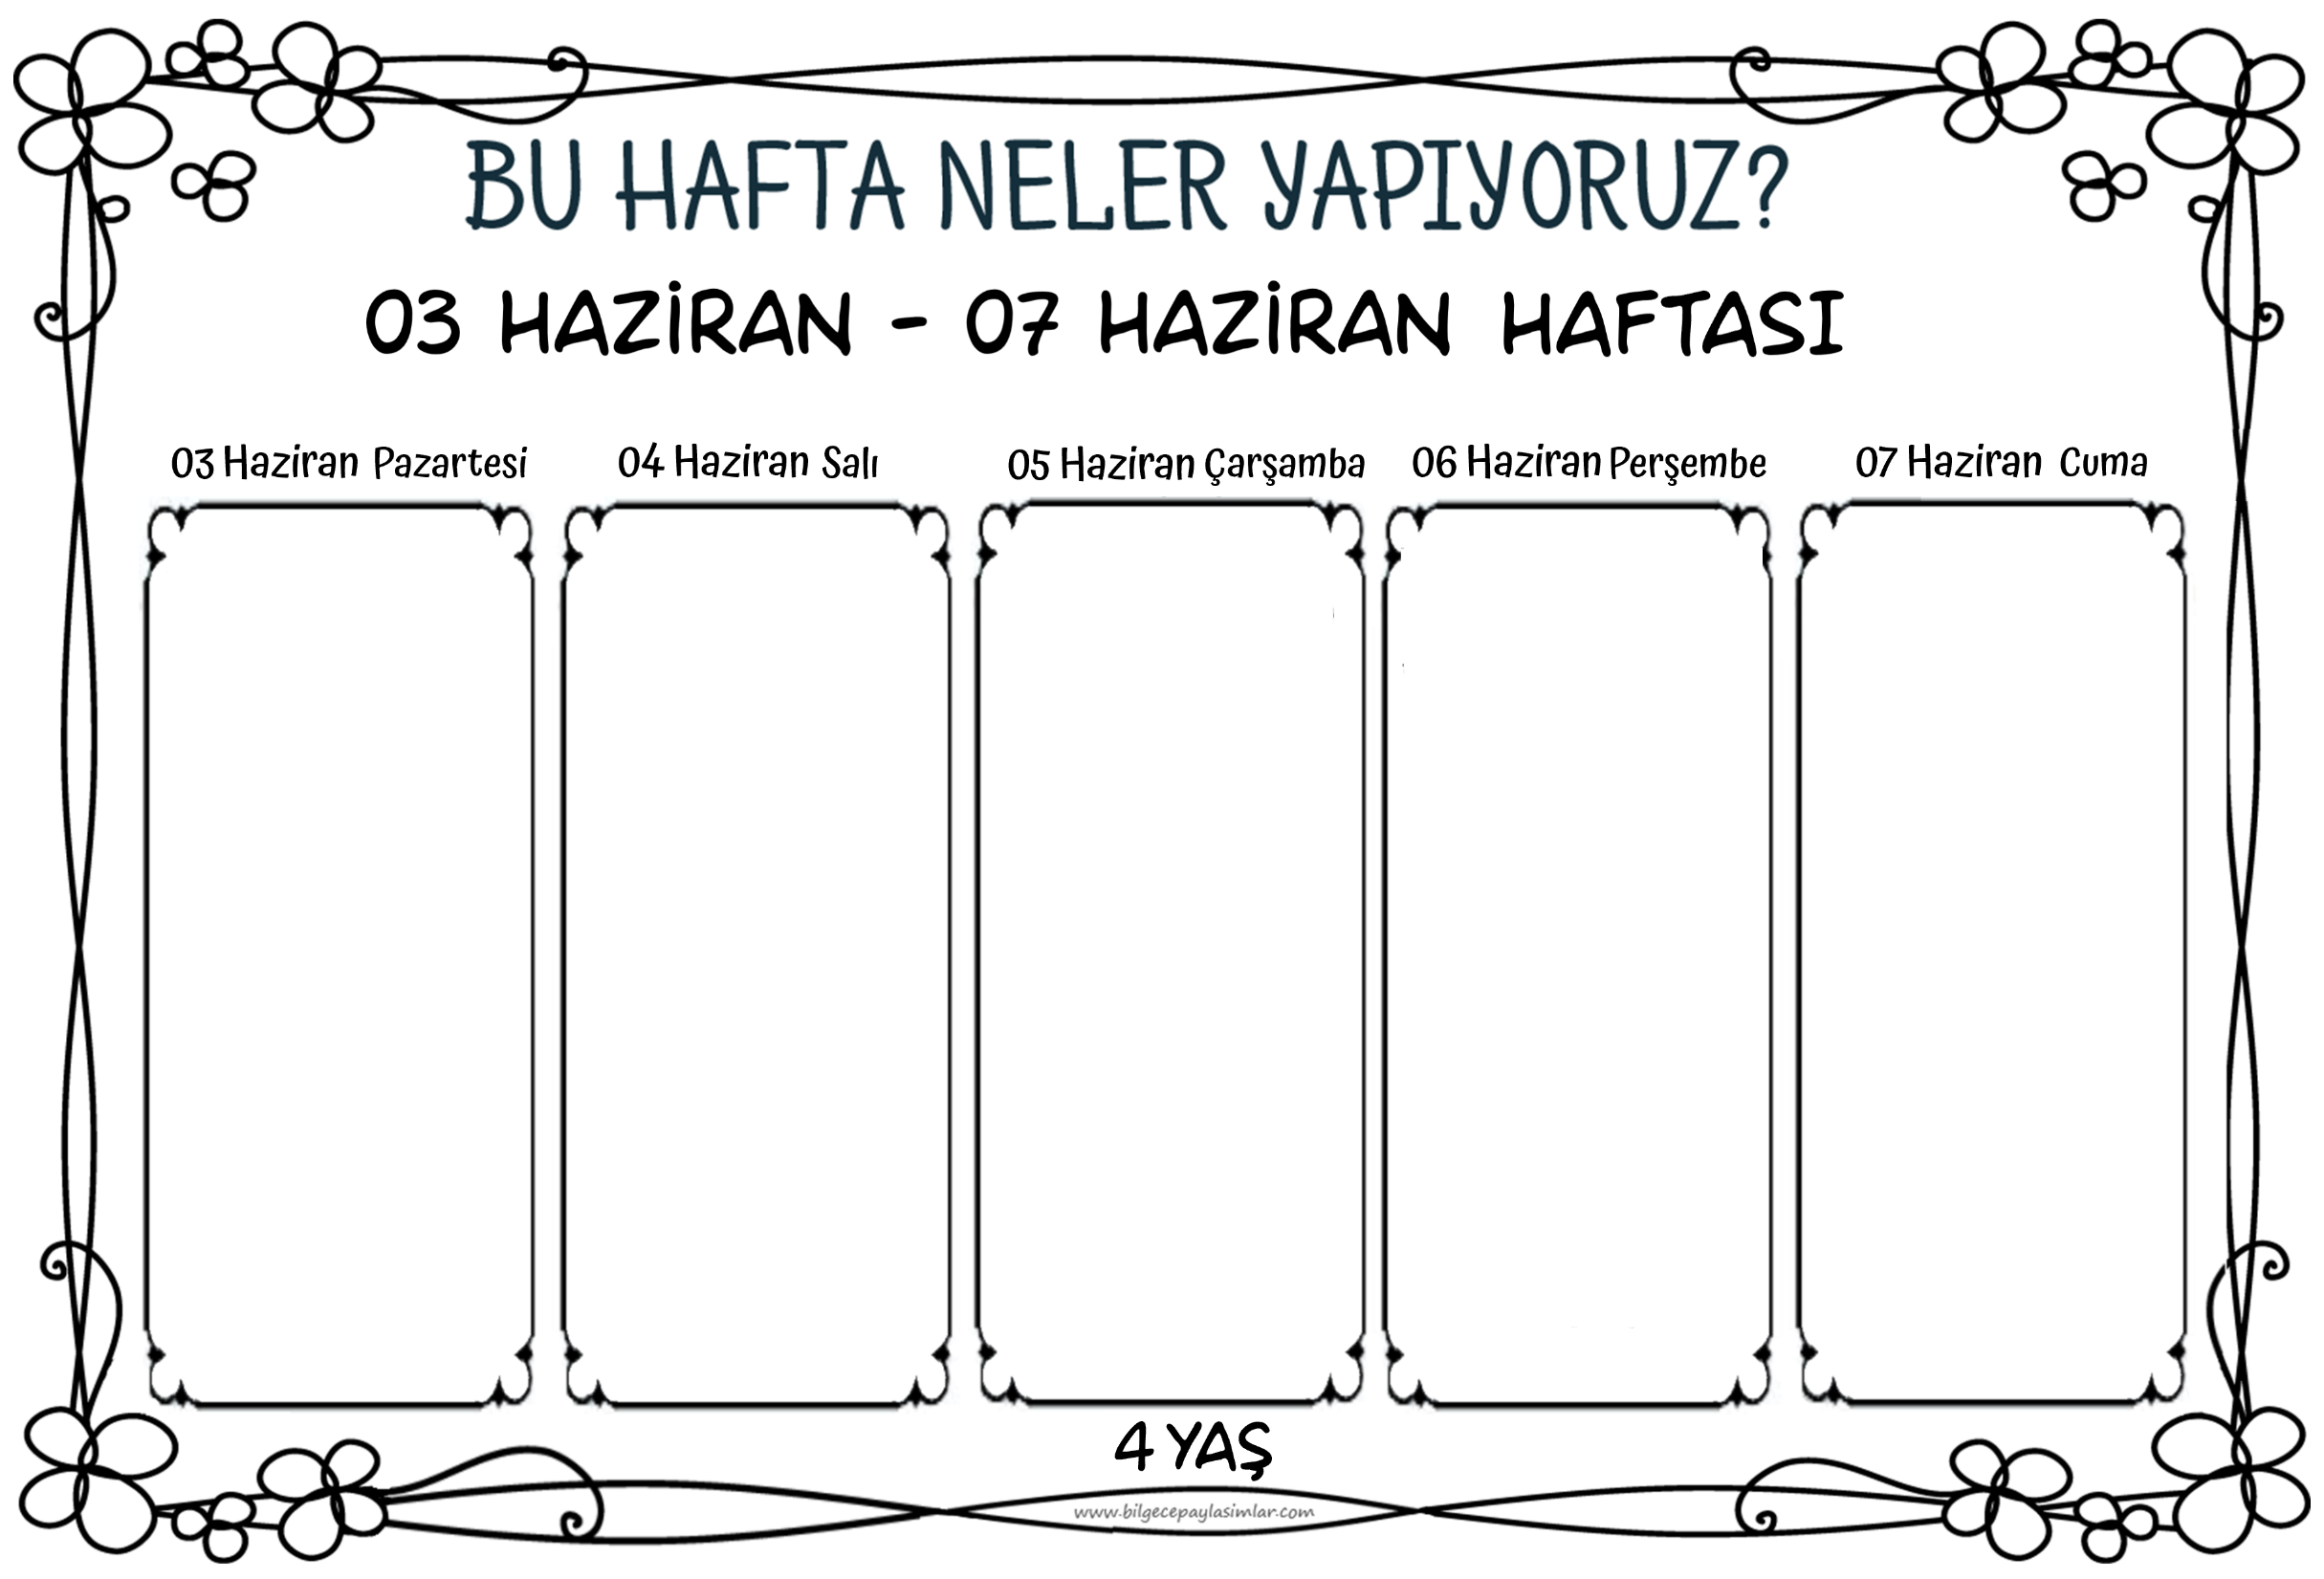 BU HAFTA NELER YAPIYORUZ?
03 HAZİRAN - 07 HAZİRAN HAFTASI
03 Haziran Pazartesi
04 Haziran Salı
05 Haziran Çarşamba
06 Haziran Perşembe
07 Haziran Cuma
4 YAŞ
www.bilgecepaylasimlar.com